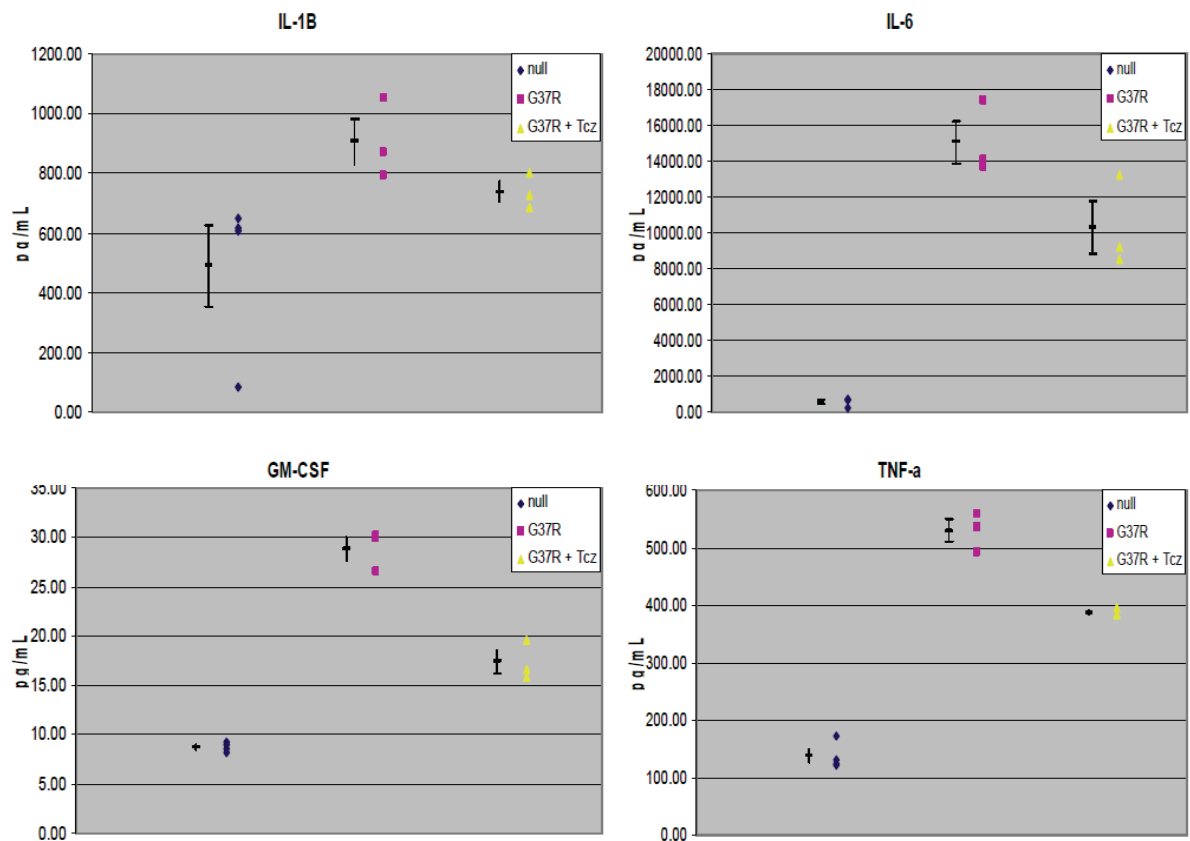 IL-1B
1200.00
1000.00
800.00
600.00
400.00
200.00
0.00
pg/mL
null
G37R
G37R + Tcz
IL-6
20000.00
18000.00
16000.00
14000.00
12000.00
10000.00
8000.00
6000.00
4000.00
2000.00
0.00
pg/mL
null
G37R
G37R + Tcz
GM-CSF
35.00
30.00
25.00
20.00
15.00
10.00
5.00
0.00
pg/mL
null
G37R
G37R + Tcz
TNF-a
600.00
500.00
400.00
300.00
200.00
100.00
0.00
pg/mL
null
G37R
G37R + Tcz